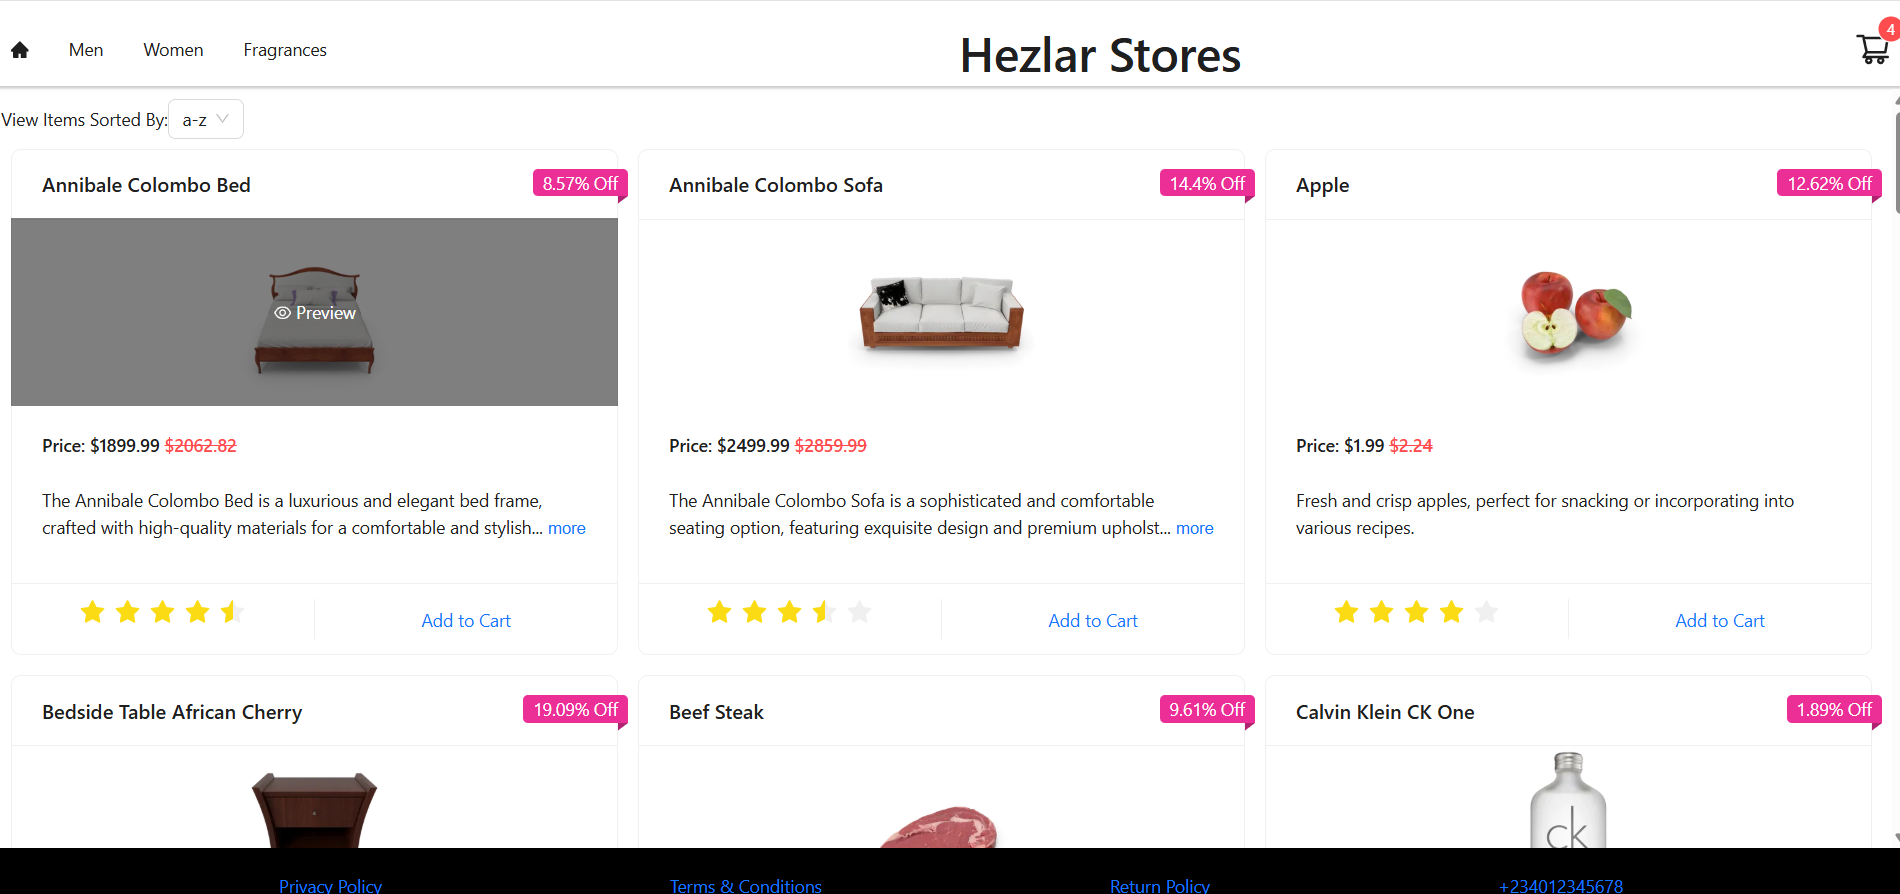 Men Women Fragrances Hezlar Stores 4
View Items Sorted By: a-z
Annibale Colombo Bed 8.57% Off
Preview
Price: $1899.99 $2062.82
The Annibale Colombo Bed is a luxurious and elegant bed frame,
crafted with high-quality materials for a comfortable and stylish... more
Add to Cart
Annibale Colombo Sofa 14.4% Off
Price: $2499.99 $2859.99
The Annibale Colombo Sofa is a sophisticated and comfortable
seating option, featuring exquisite design and premium upholst... more
Add to Cart
Apple 12.62% Off
Price: $1.99 $2.24
Fresh and crisp apples, perfect for snacking or incorporating into
various recipes.
Add to Cart
Bedside Table African Cherry 19.09% Off
Beef Steak 9.61% Off
Calvin Klein CK One 1.89% Off
ck
Privacy Policy Terms & Conditions Return Policy +234012345678